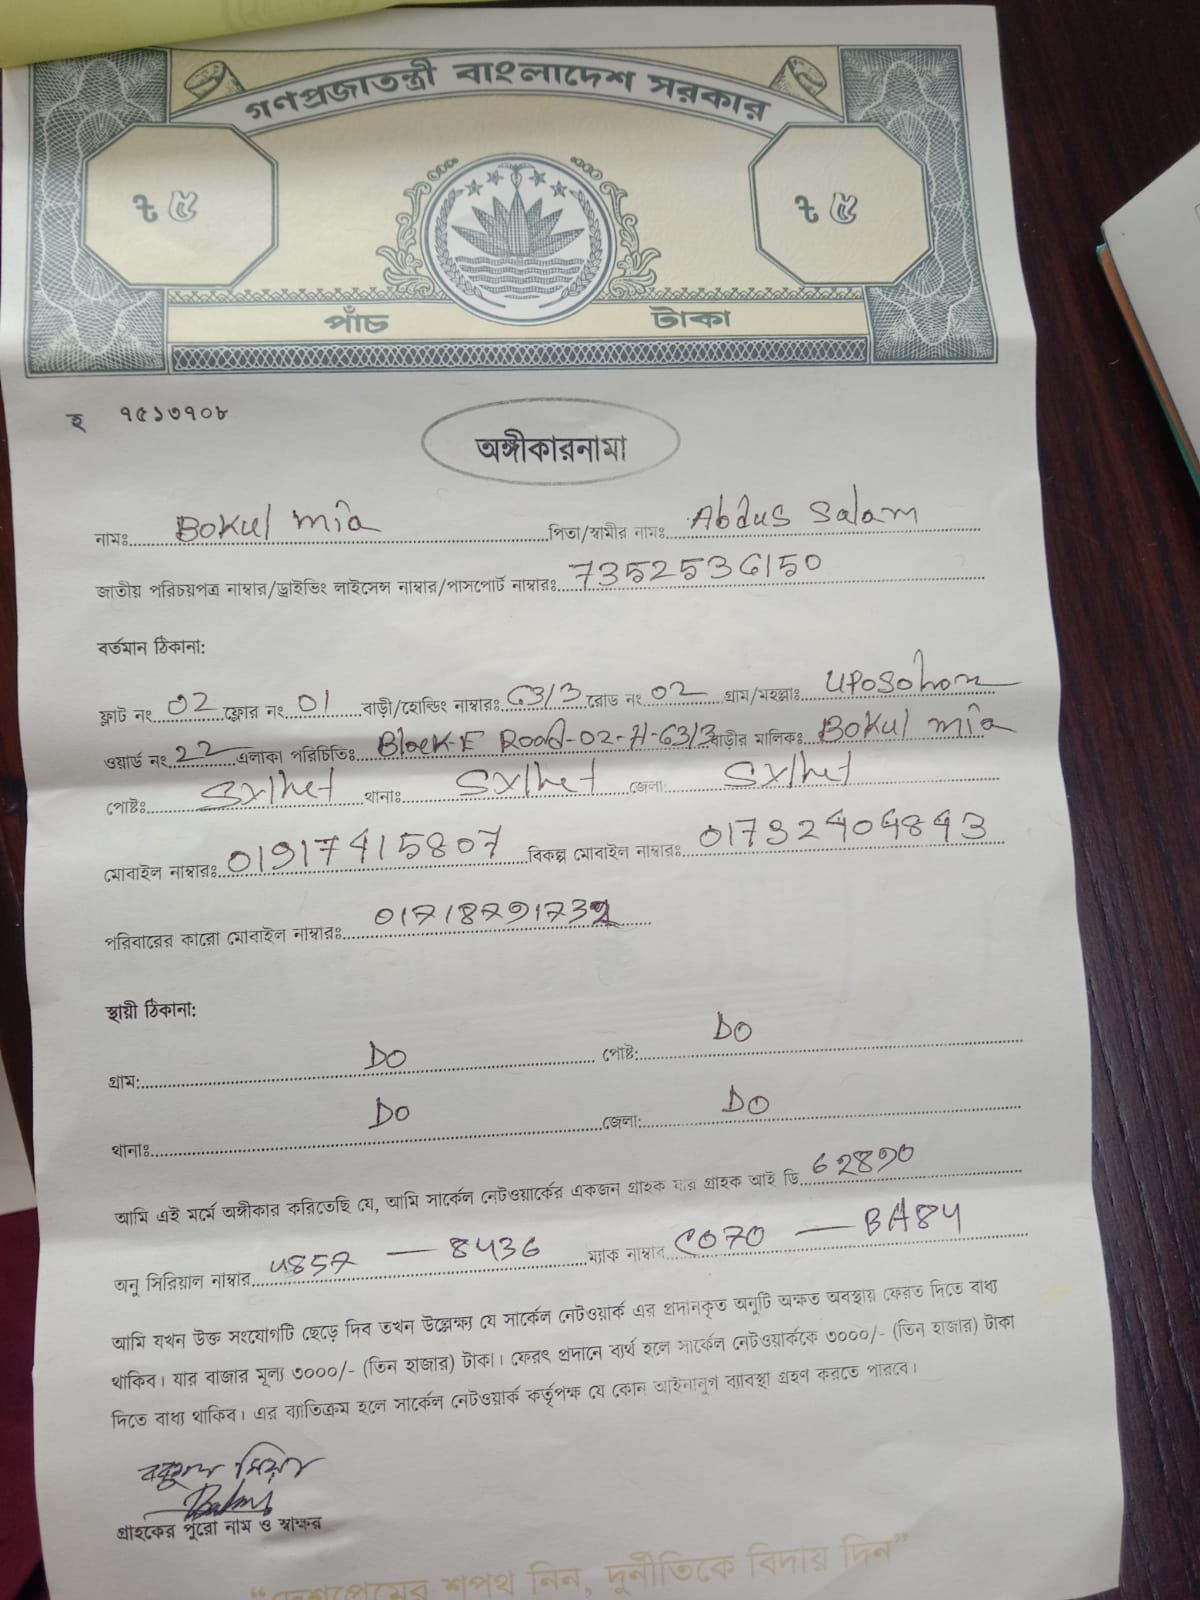 গণপ্রজাতন্ত্রী বাংলাদেশ সরকার
৳ ৫ ৳ ৫
পাঁচ টাকা
হ ৭৫১৩৭০৮
অঙ্গীকারনামা
নামঃ Bokul mia পিতা/স্বামীর নামঃ Abdus Salam
জাতীয় পরিচয়পত্র নাম্বার/ড্রাইভিং লাইসেন্স নাম্বার/পাসপোর্ট নাম্বারঃ 7352536150
বর্তমান ঠিকানা:
ফ্লাট নং 02 ফ্লোর নং 01 বাড়ী/হোল্ডিং নাম্বারঃ 63/3 রোড নং 02 গ্রাম/মহল্লাঃ Uposohor
ওয়ার্ড নং 22 এলাকা পরিচিতিঃ Block-E Road-02-H-63/3 বাড়ীর মালিকঃ Bokul mia
পোষ্টঃ Sylhet থানাঃ Sylhet জেলা: Sylhet
মোবাইল নাম্বারঃ 01917415807 বিকল্প মোবাইল নাম্বারঃ 01732404843
পরিবারের কারো মোবাইল নাম্বারঃ
স্থায়ী ঠিকানা:
গ্রাম: DO পোষ্ট: DO
থানাঃ DO জেলা: DO
আমি এই মর্মে অঙ্গীকার করিতেছি যে, আমি সার্কেল নেটওয়ার্কের একজন গ্রাহক যার গ্রাহক আই ডি 62890
অনু সিরিয়াল নাম্বার 4857 — 8436 ম্যাক নাম্বার C070 — BA84
আমি যখন উক্ত সংযোগটি ছেড়ে দিব তখন উল্লেক্ষ্য যে সার্কেল নেটওয়ার্ক এর প্রদানকৃত অনুটি অক্ষত অবস্থায় ফেরত দিতে বাধ্য
থাকিব। যার বাজার মূল্য ৩০০০/- (তিন হাজার) টাকা। ফেরৎ প্রদানে ব্যর্থ হলে সার্কেল নেটওয়ার্ককে ৩০০০/- (তিন হাজার) টাকা
দিতে বাধ্য থাকিব। এর ব্যাতিক্রম হলে সার্কেল নেটওয়ার্ক কর্তৃপক্ষ যে কোন আইনানুগ ব্যাবস্থা গ্রহণ করতে পারবে।
বকুল মিয়া
গ্রাহকের পুরো নাম ও স্বাক্ষর
“দেশপ্রেমের শপথ নিন, দুর্নীতিকে বিদায় দিন”